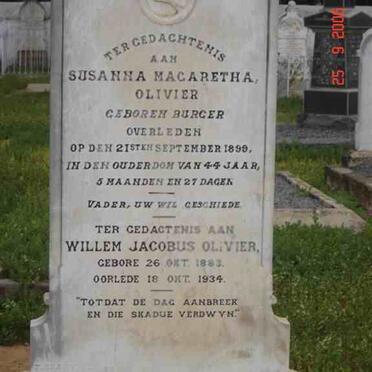 TER GEDACHTENIS
AAN
SUSANNA MAGARETHA,
OLIVIER
GEBOREN BURGER
OVERLEDEN
OP DEN 21STEN SEPTEMBER 1899,
IN DEN OUDERDOM VAN 44 JAAR,
5 MAANDEN EN 27 DAGEN
VADER, UW WIL GESCHIEDE.
TER GEDACHTENIS AAN
WILLEM JACOBUS OLIVIER,
GEBORE 26 OKT. 1883.
OORLEDE 18 OKT. 1934.
"TOTDAT DE DAG AANBREEK
EN DIE SKADUE VERDWYN."
25 9 2006